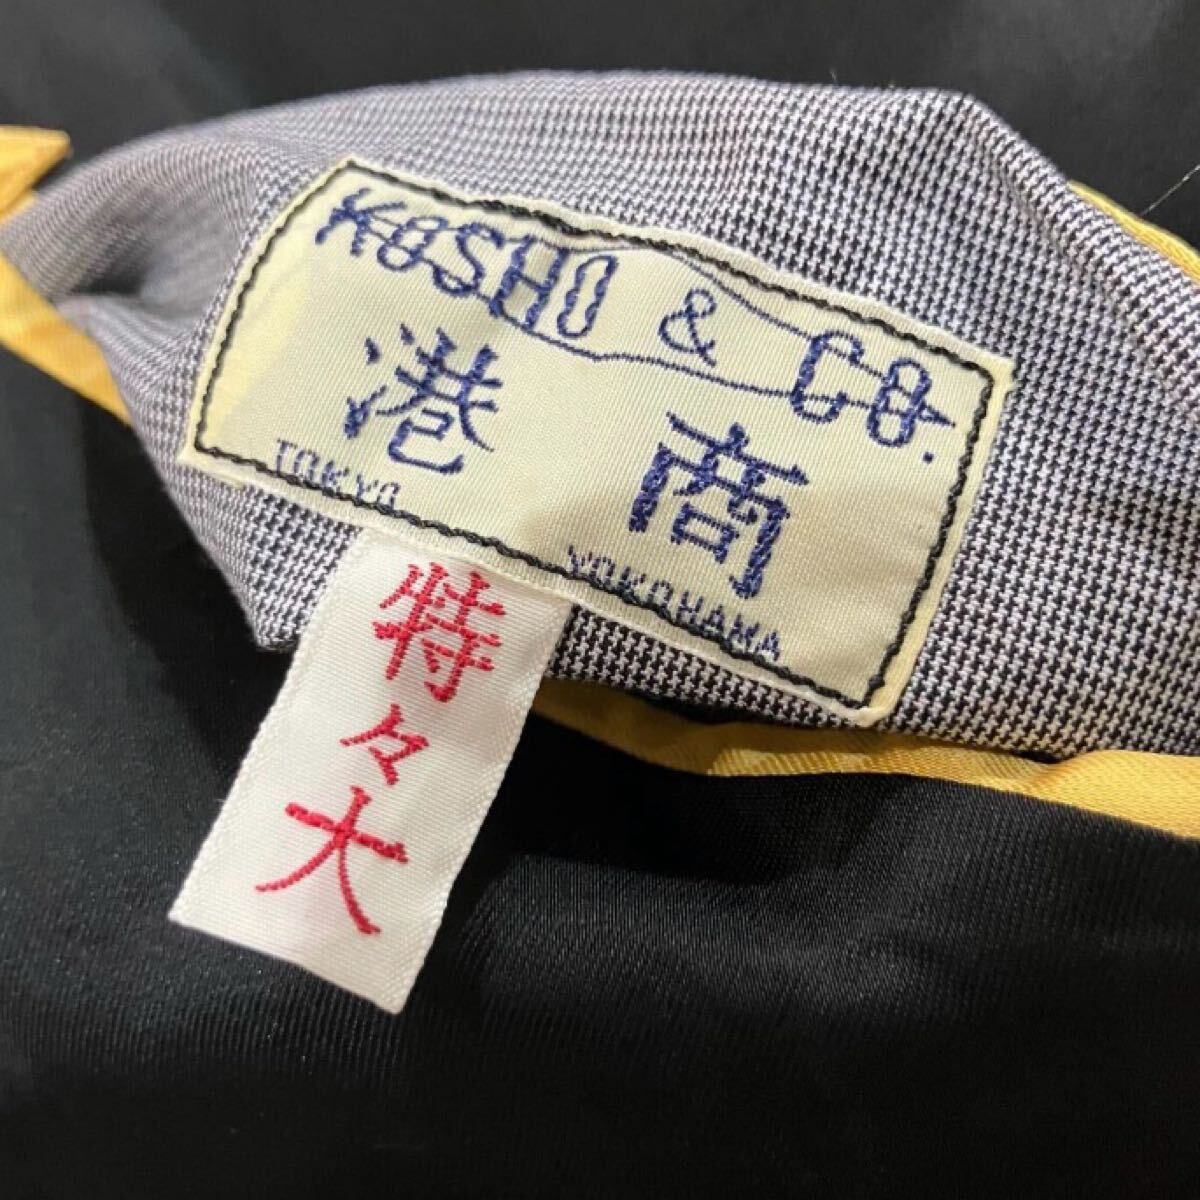 KOSHO & CO.
港商
TOKYO YOKOHAMA
特々大